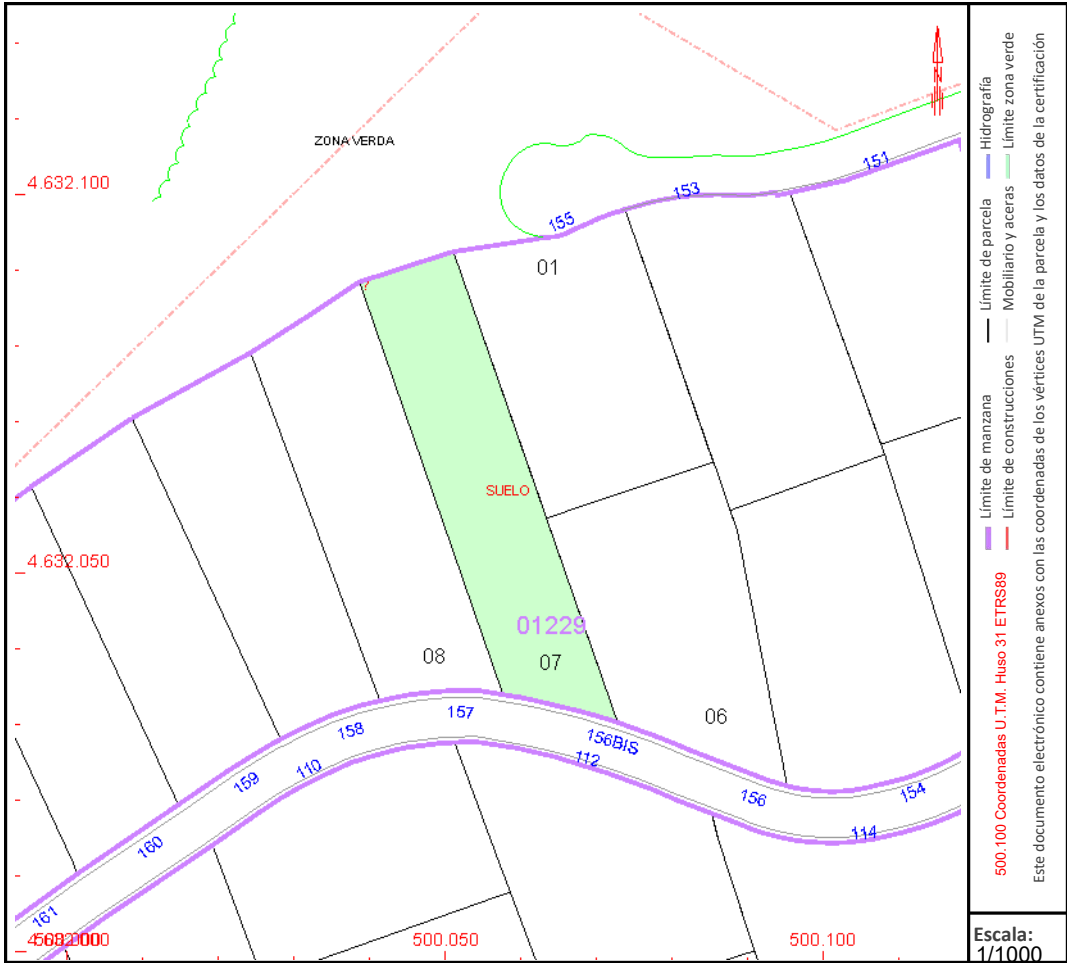 ZONA VERDA
4.632.100
151
153
155
01
SUELO
4.632.050
01229
08
07
06
157
158
156BIS
112
159
110
156
154
160
114
161
500.050
500.100
N
Hidrografía
Límite zona verde
Límite de parcela
Mobiliario y aceras
Límite de manzana
Límite de construcciones
500.100 Coordenadas U.T.M. Huso 31 ETRS89
Este documento electrónico contiene anexos con las coordenadas de los vértices UTM de la parcela y los datos de la certificación
Escala:
1/1000